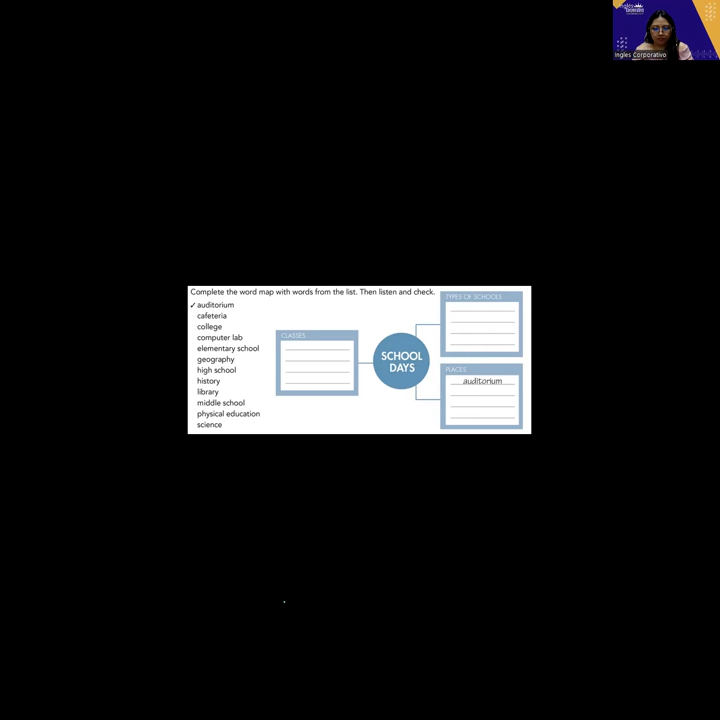 Inglés Corporativo
Complete the word map with words from the list. Then listen and check.
✓ auditorium
cafeteria
college
computer lab
elementary school
geography
high school
history
library
middle school
physical education
science
CLASSES
SCHOOL
DAYS
TYPES OF SCHOOLS
PLACES
auditorium